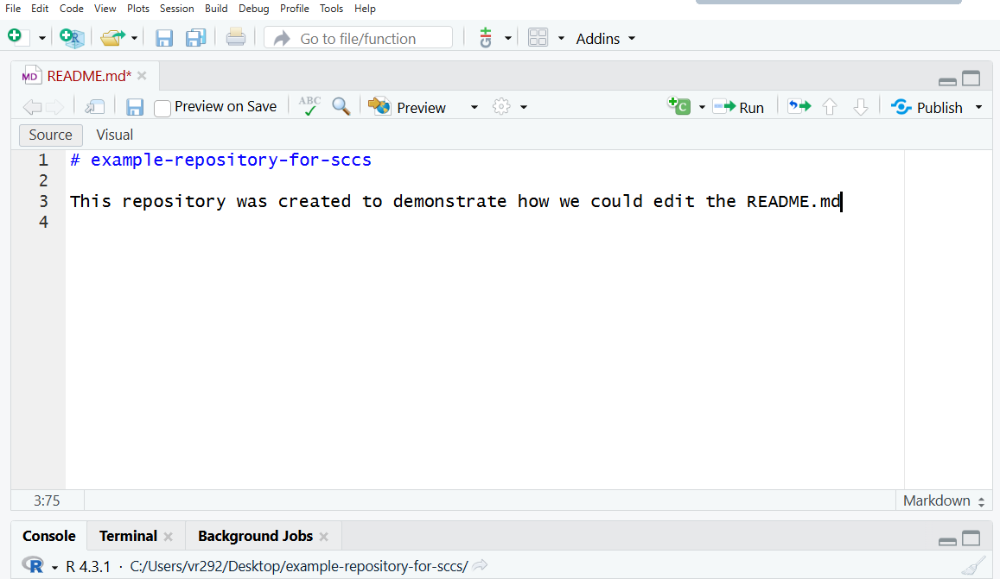 File Edit Code View Plots Session Build Debug Profile Tools Help
R Go to file/function Addins
MD README.md*
Preview on Save ABC Preview C Run Publish
Source Visual
1 # example-repository-for-sccs
2
3 This repository was created to demonstrate how we could edit the README.md
4
3:75 Markdown
Console Terminal Background Jobs
R R 4.3.1 · C:/Users/vr292/Desktop/example-repository-for-sccs/